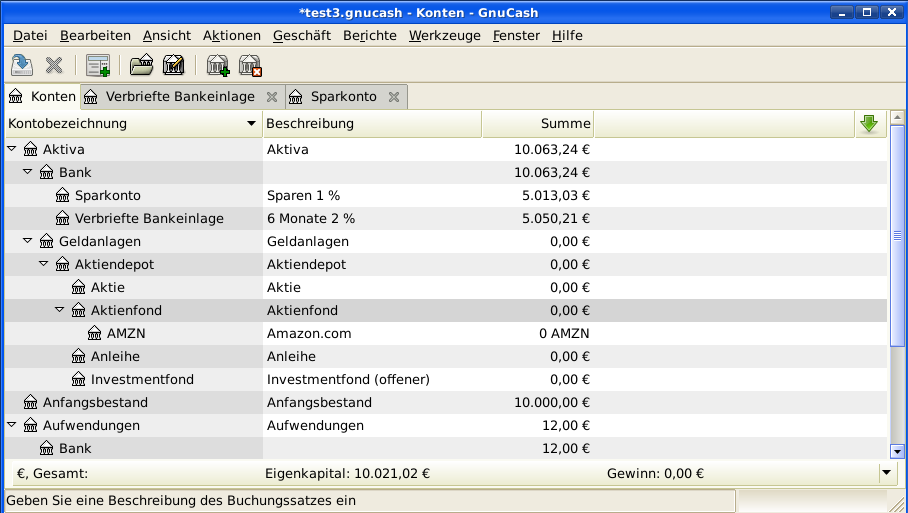 *test3.gnucash - Konten - GnuCash
Datei Bearbeiten Ansicht Aktionen Geschäft Berichte Werkzeuge Fenster Hilfe
Konten Verbriefte Bankeinlage Sparkonto
Kontobezeichnung Beschreibung Summe
Aktiva Aktiva 10.063,24 €
Bank 10.063,24 €
Sparkonto Sparen 1 % 5.013,03 €
Verbriefte Bankeinlage 6 Monate 2 % 5.050,21 €
Geldanlagen Geldanlagen 0,00 €
Aktiendepot Aktiendepot 0,00 €
Aktie Aktie 0,00 €
Aktienfond Aktienfond 0,00 €
AMZN Amazon.com 0 AMZN
Anleihe Anleihe 0,00 €
Investmentfond Investmentfond (offener) 0,00 €
Anfangsbestand Anfangsbestand 10.000,00 €
Aufwendungen Aufwendungen 12,00 €
Bank 12,00 €
€, Gesamt: Eigenkapital: 10.021,02 € Gewinn: 0,00 €
Geben Sie eine Beschreibung des Buchungssatzes ein